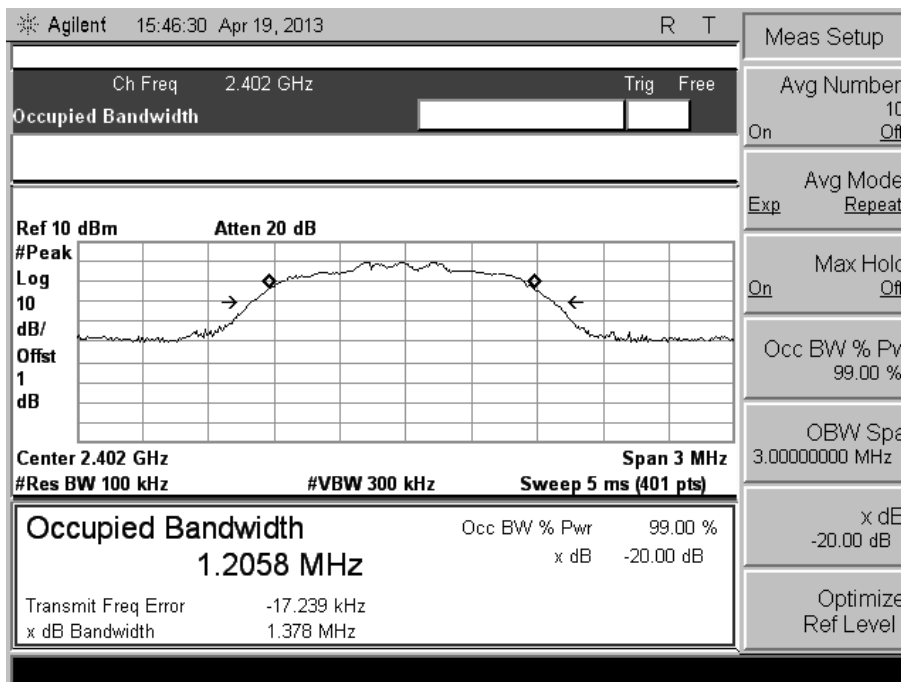 Agilent 15:46:30 Apr 19, 2013 R T
Ch Freq 2.402 GHz Trig Free
Occupied Bandwidth
Ref 10 dBm Atten 20 dB
#Peak
Log
10
dB/
Offst
1
dB
Center 2.402 GHz Span 3 MHz
#Res BW 100 kHz #VBW 300 kHz Sweep 5 ms (401 pts)
Occupied Bandwidth Occ BW % Pwr 99.00 %
1.2058 MHz x dB -20.00 dB
Transmit Freq Error -17.239 kHz
x dB Bandwidth 1.378 MHz
Meas Setup
Avg Number
10
On Off
Avg Mode
Exp Repeat
Max Hold
On Off
Occ BW % Pw
99.00 %
OBW Spa
3.00000000 MHz
x dB
-20.00 dB
Optimize
Ref Level